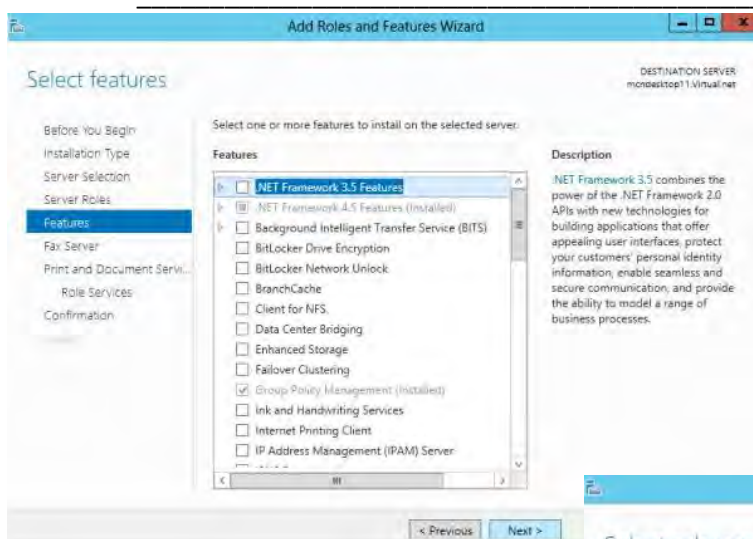 Add Roles and Features Wizard
Select features
DESTINATION SERVER
mcndesktop11.Virtual.net
Before You Begin
Installation Type
Server Selection
Server Roles
Features
Fax Server
Print and Document Servi...
Role Services
Confirmation
Select one or more features to install on the selected server.
Features
.NET Framework 3.5 Features
.NET Framework 4.5 Features (Installed)
Background Intelligent Transfer Service (BITS)
BitLocker Drive Encryption
BitLocker Network Unlock
BranchCache
Client for NFS
Data Center Bridging
Enhanced Storage
Failover Clustering
Group Policy Management (Installed)
Ink and Handwriting Services
Internet Printing Client
IP Address Management (IPAM) Server
Description
.NET Framework 3.5 combines the
power of the .NET Framework 2.0
APIs with new technologies for
building applications that offer
appealing user interfaces, protect
your customers' personal identity
information, enable seamless and
secure communication, and provide
the ability to model a range of
business processes.
< Previous
Next >